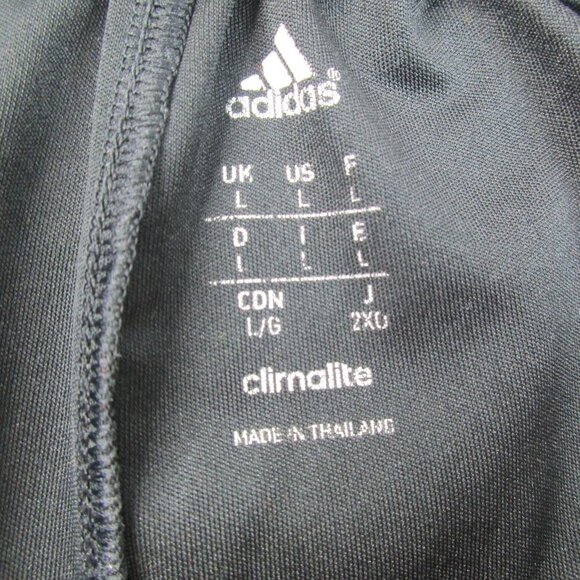 adidas
UK US F
L L L
D I E
L L L
CDN J
L/G 2XO
climalite
MADE IN THAILAND